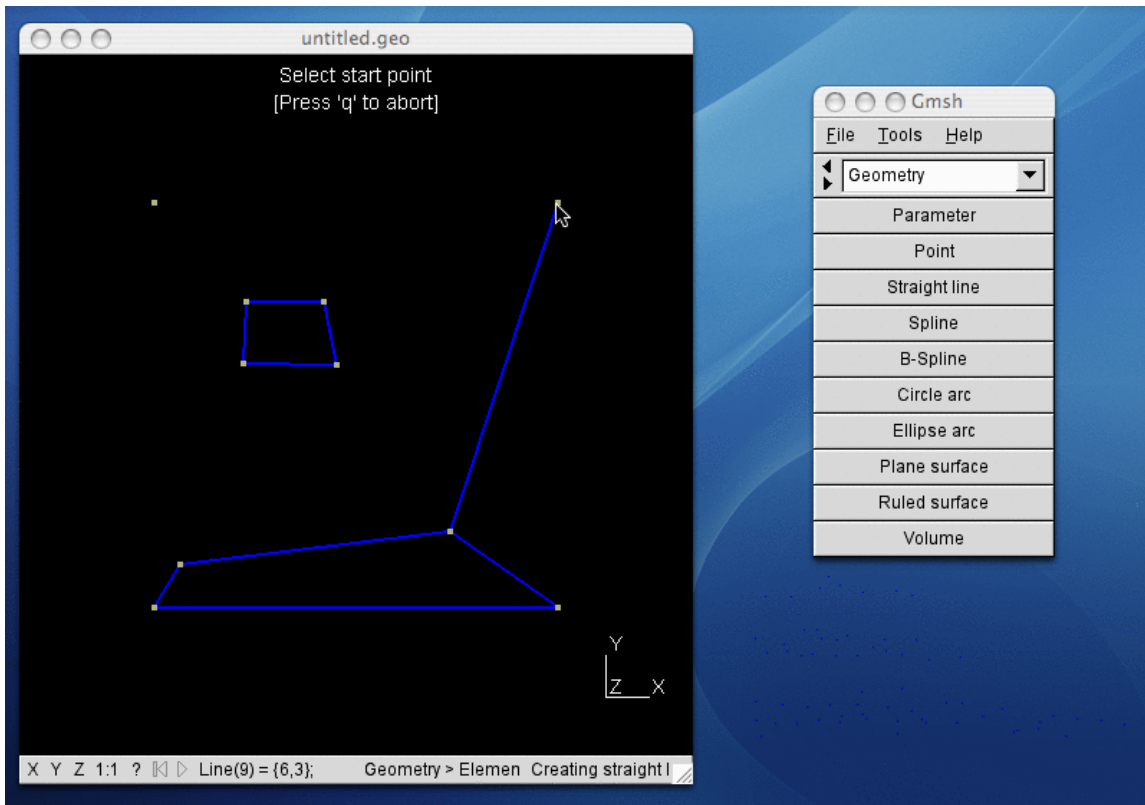 untitled.geo
Select start point
[Press 'q' to abort]
Y
Z X
X Y Z 1:1 ? Line(9) = {6,3}; Geometry > Elemen Creating straight l
Gmsh
File Tools Help
Geometry
Parameter
Point
Straight line
Spline
B-Spline
Circle arc
Ellipse arc
Plane surface
Ruled surface
Volume